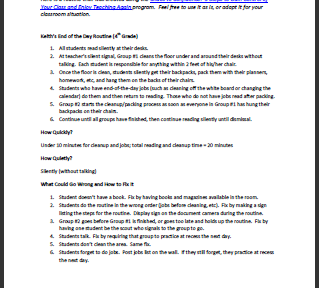 Your Class and Enjoy Teaching Again program. Feel free to use it as is, or adapt it for your
classroom situation.
Keith's End of the Day Routine (4th Grade)
1. All students read silently at their desks.
2. At teacher's silent signal, Group #1 cleans the floor under and around their desks without
talking. Each student is responsible for anything within 2 feet of his/her chair.
3. Once the floor is clean, students silently get their backpacks, pack them with their planners,
homework, etc, and hang them on the backs of their chairs.
4. Students who have end-of-the-day jobs (such as cleaning off the white board or changing the
calendar) do them and then return to reading. Those who do not have jobs read after packing.
5. Group #2 starts the cleanup/packing process as soon as everyone in Group #1 has hung their
backpacks on their chairs.
6. Continue until all groups have finished, then continue reading silently until dismissal.
How Quickly?
Under 10 minutes for cleanup and jobs; total reading and cleanup time = 20 minutes
How Quietly?
Silently (without talking)
What Could Go Wrong and How to Fix It
1. Student doesn't have a book. Fix by having books and magazines available in the room.
2. Students do the routine in the wrong order (jobs before cleaning, etc). Fix by making a sign
listing the steps for the routine. Display sign on the document camera during the routine.
3. Group #2 goes before Group #1 is finished, or goes too late and holds up the routine. Fix by
having one student be the scout who signals to the group to go.
4. Students talk. Fix by requiring that group to practice at recess the next day.
5. Students don't clean the area. Same fix.
6. Students forget to do jobs. Post jobs list on the wall. If they still forget, they practice at recess
the next day.